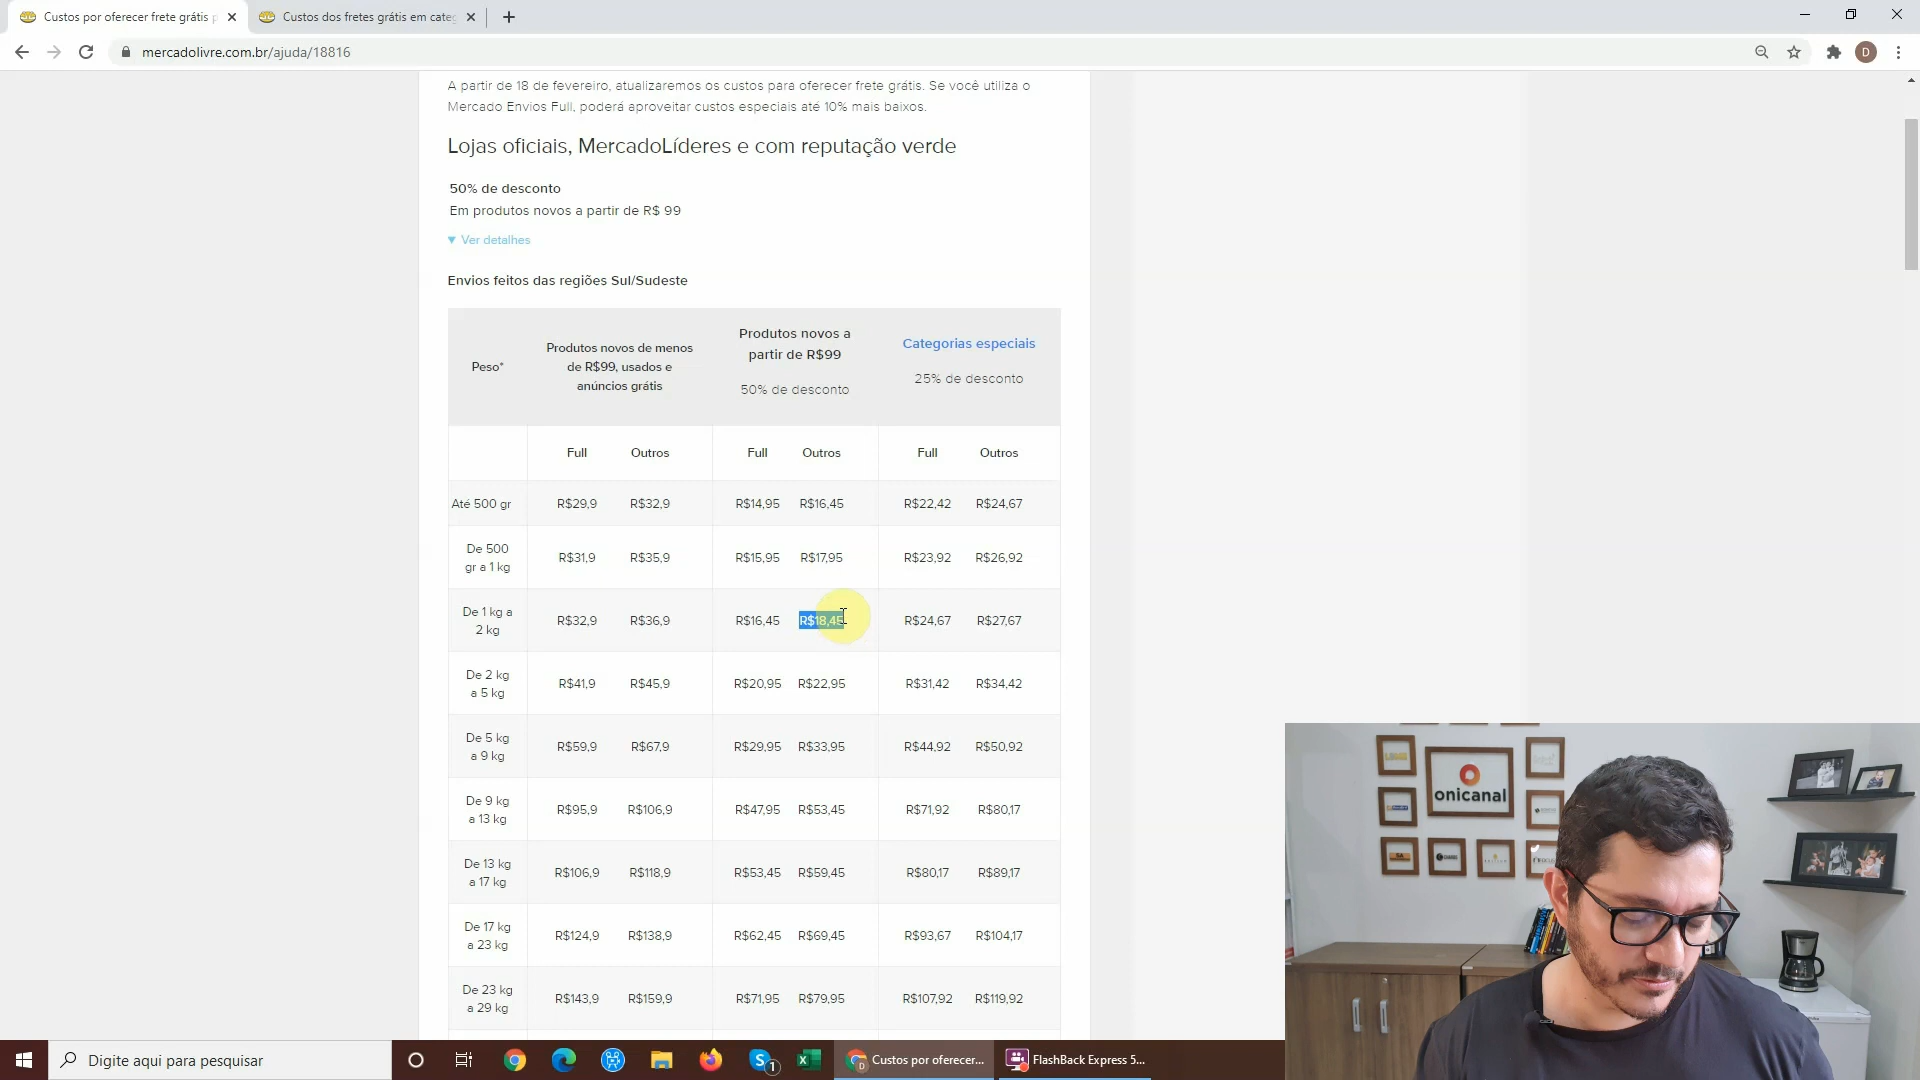 Custos por oferecer frete grátis p
Custos dos fretes grátis em categ
mercadolivre.com.br/ajuda/18816
D
A partir de 18 de fevereiro, atualizaremos os custos para oferecer frete grátis. Se você utiliza o
Mercado Envios Full, poderá aproveitar custos especiais até 10% mais baixos.
Lojas oficiais, MercadoLíderes e com reputação verde
50% de desconto
Em produtos novos a partir de R$ 99
▼ Ver detalhes
Envios feitos das regiões Sul/Sudeste
Peso*
Produtos novos de menos
de R$99, usados e
anúncios grátis
Produtos novos a
partir de R$99
50% de desconto
Categorias especiais
25% de desconto
Full Outros Full Outros Full Outros
Até 500 gr R$29,9 R$32,9 R$14,95 R$16,45 R$22,42 R$24,67
De 500
gr a 1 kg R$31,9 R$35,9 R$15,95 R$17,95 R$23,92 R$26,92
De 1 kg a
2 kg R$32,9 R$36,9 R$16,45 R$18,45 R$24,67 R$27,67
De 2 kg
a 5 kg R$41,9 R$45,9 R$20,95 R$22,95 R$31,42 R$34,42
De 5 kg
a 9 kg R$59,9 R$67,9 R$29,95 R$33,95 R$44,92 R$50,92
De 9 kg
a 13 kg R$95,9 R$106,9 R$47,95 R$53,45 R$71,92 R$80,17
De 13 kg
a 17 kg R$106,9 R$118,9 R$53,45 R$59,45 R$80,17 R$89,17
De 17 kg
a 23 kg R$124,9 R$138,9 R$62,45 R$69,45 R$93,67 R$104,17
De 23 kg
a 29 kg R$143,9 R$159,9 R$71,95 R$79,95 R$107,92 R$119,92
onicanal
Digite aqui para pesquisar
Custos por oferecer...
FlashBack Express 5...